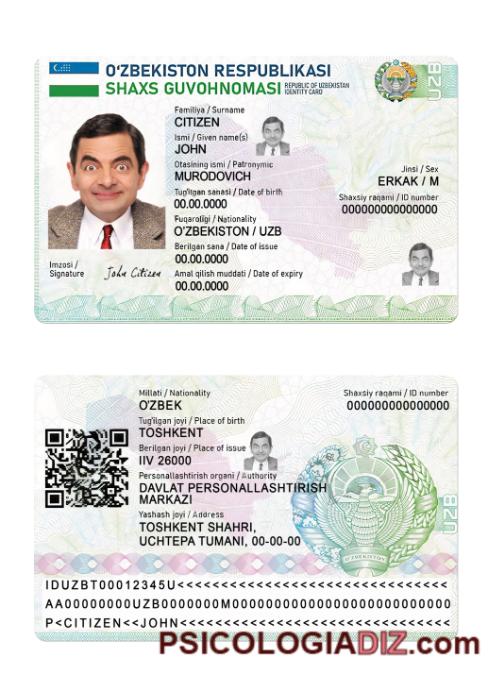 O‘ZBEKISTON RESPUBLIKASI
SHAXS GUVOHNOMASI REPUBLIC OF UZBEKISTAN
IDENTITY CARD
UZB
Familiya / Surname
CITIZEN
Ismi / Given name(s)
JOHN
Otasining ismi / Patronymic
MURODOVICH
Tug‘ilgan sanasi / Date of birth
00.00.0000
Fuqaroligi / Nationality
O‘ZBEKISTON / UZB
Berilgan sana / Date of issue
00.00.0000
Amal qilish muddati / Date of expiry
00.00.0000
Jinsi / Sex
ERKAK / M
Shaxsiy raqami / ID number
00000000000000
Imzosi /
Signature
John Citizen
Millati / Nationality
O‘ZBEK
Tug‘ilgan joyi / Place of birth
TOSHKENT
Berilgan joyi / Place of issue
IIV 26000
Personallashtirish organi / Authority
DAVLAT PERSONALLASHTIRISH
MARKAZI
Yashash joyi / Address
TOSHKENT SHAHRI,
UCHTEPA TUMANI, 00-00-00
Shaxsiy raqami / ID number
000000000000000
O‘ZBEKISTON
UZB
IDUZBT00012345U<<<<<<<<<<<<<<<<<<<<<<<<<<<<<<
AA00000000UZB0000000M000000000000000000000000
P<CITIZEN<<JOHN<<<<<<<<<<<<<<<<<<<<<<<<<<<<<<
PSICOLOGIADIZ.com